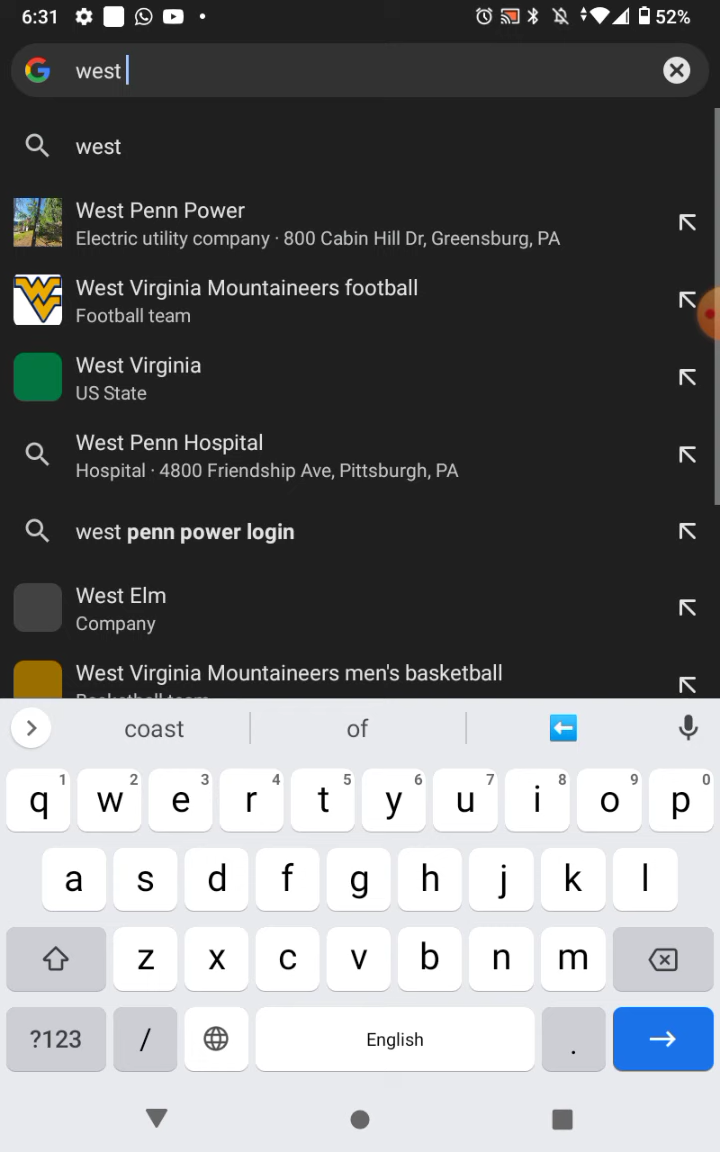 6:31
52%
west
west
West Penn Power
Electric utility company · 800 Cabin Hill Dr, Greensburg, PA
West Virginia Mountaineers football
Football team
West Virginia
US State
West Penn Hospital
Hospital · 4800 Friendship Ave, Pittsburgh, PA
west penn power login
West Elm
Company
West Virginia Mountaineers men's basketball
Basketball team
coast of
q 1 w 2 e 3 r 4 t 5 y 6 u 7 i 8 o 9 p 0
a s d f g h j k l
z x c v b n m
?123 / English .